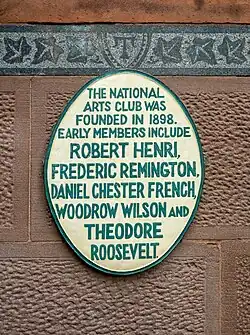 THE NATIONAL
ARTS CLUB WAS
FOUNDED IN 1898.
EARLY MEMBERS INCLUDE
ROBERT HENRI,
FREDERIC REMINGTON,
DANIEL CHESTER FRENCH,
WOODROW WILSON AND
THEODORE
ROOSEVELT